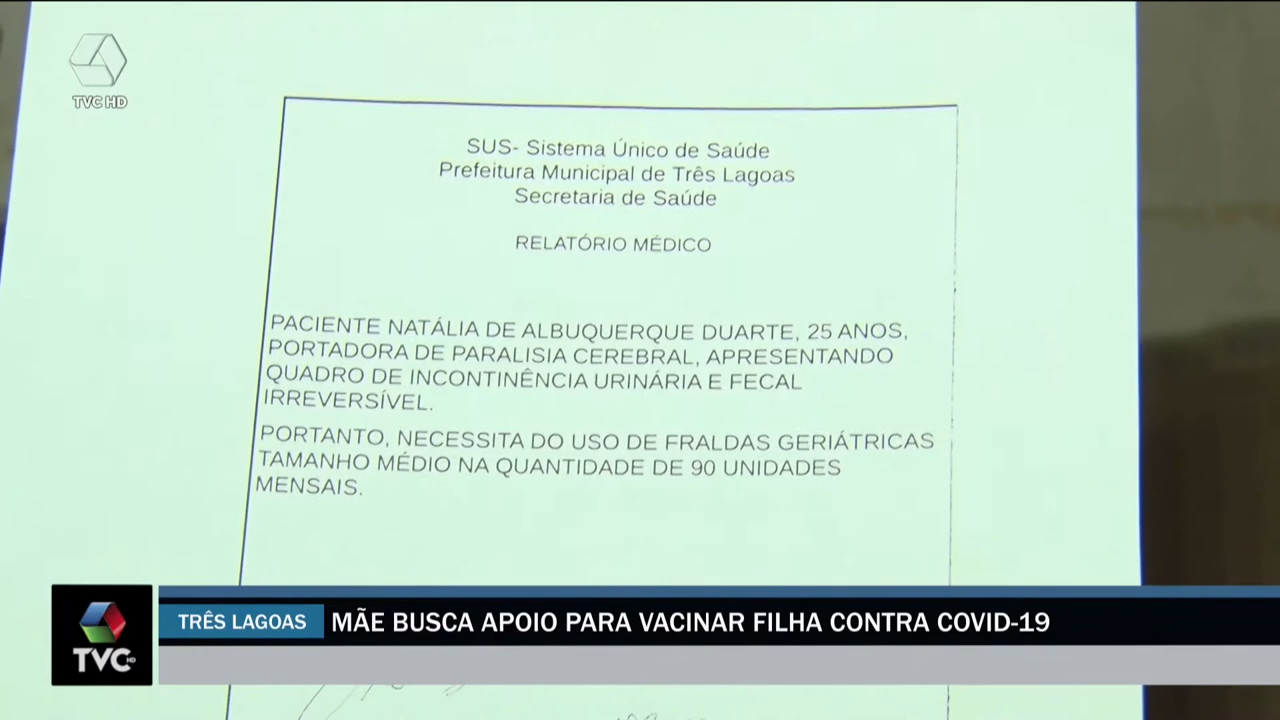 TVC HD
SUS- Sistema Único de Saúde
Prefeitura Municipal de Três Lagoas
Secretaria de Saúde
RELATÓRIO MÉDICO
PACIENTE NATÁLIA DE ALBUQUERQUE DUARTE, 25 ANOS,
PORTADORA DE PARALISIA CEREBRAL, APRESENTANDO
QUADRO DE INCONTINÊNCIA URINÁRIA E FECAL
IRREVERSÍVEL.
PORTANTO, NECESSITA DO USO DE FRALDAS GERIÁTRICAS
TAMANHO MÉDIO NA QUANTIDADE DE 90 UNIDADES
MENSAIS.
TRÊS LAGOAS MÃE BUSCA APOIO PARA VACINAR FILHA CONTRA COVID-19
TVC HD